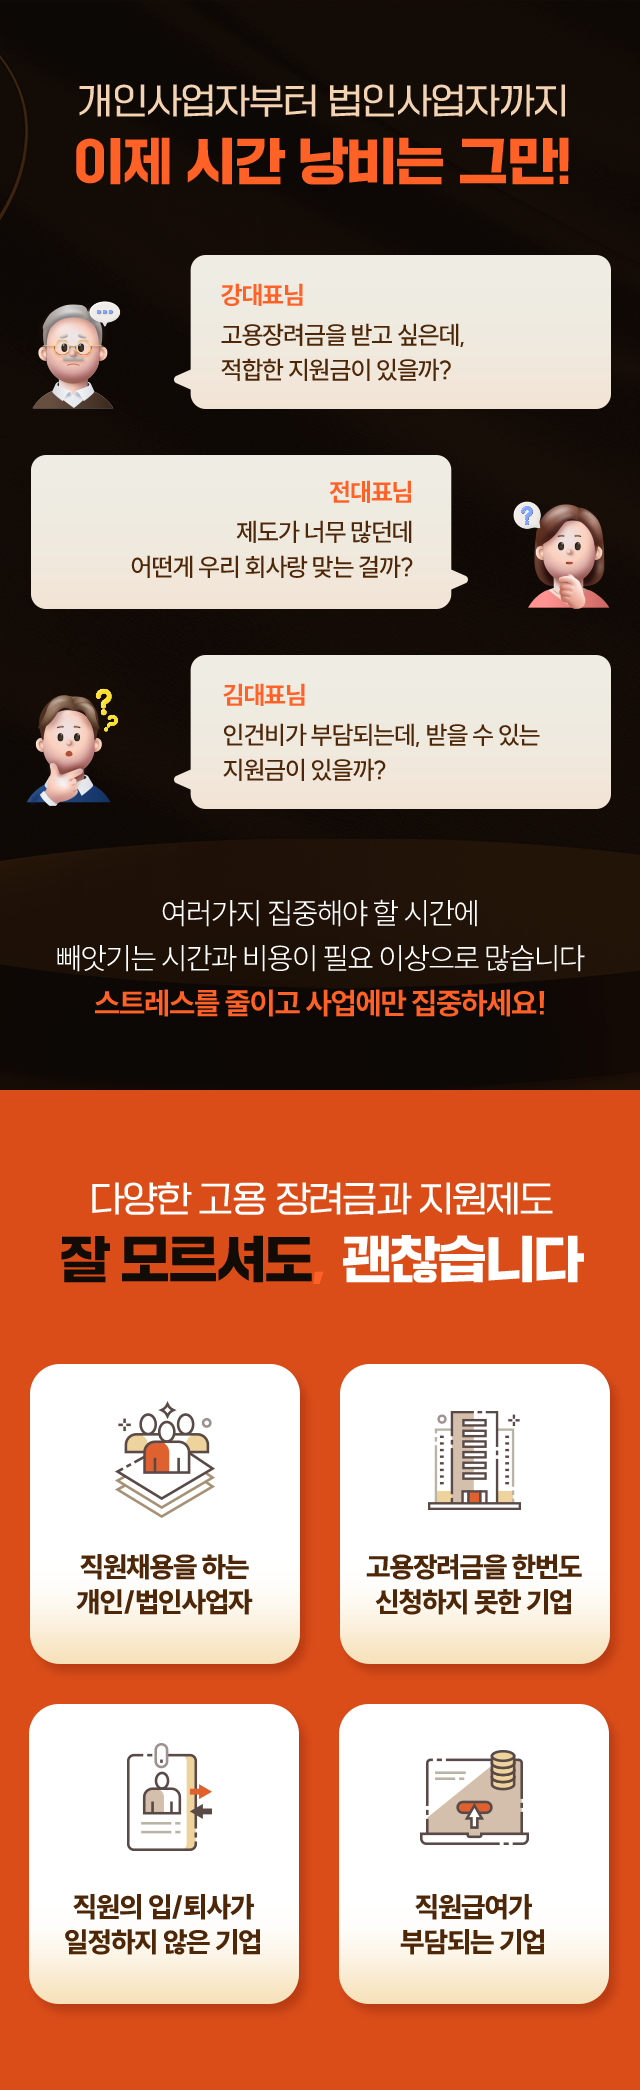 개인사업자부터 법인사업자까지
이제 시간 낭비는 그만!
강대표님
고용장려금을 받고 싶은데,
적합한 지원금이 있을까?
전대표님
제도가 너무 많던데
어떤게 우리 회사랑 맞는 걸까?
?
김대표님
인건비가 부담되는데, 받을 수 있는
지원금이 있을까?
? ?
여러가지 집중해야 할 시간에
빼앗기는 시간과 비용이 필요 이상으로 많습니다
스트레스를 줄이고 사업에만 집중하세요!
다양한 고용 장려금과 지원제도
잘 모르셔도, 괜찮습니다
직원채용을 하는
개인/법인사업자
고용장려금을 한번도
신청하지 못한 기업
직원의 입/퇴사가
일정하지 않은 기업
직원급여가
부담되는 기업